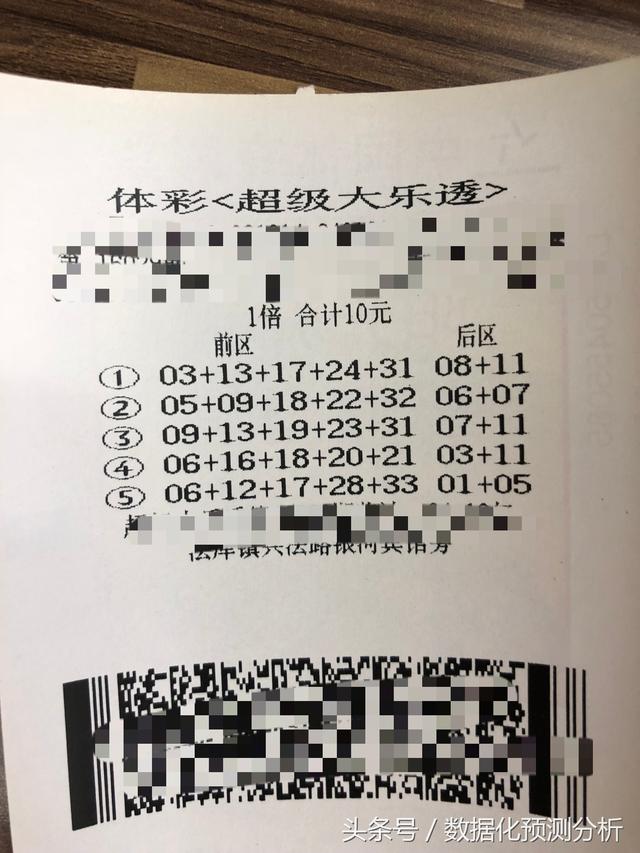 体彩<超级大乐透>
1倍 合计10元
前区 后区
① 03+13+17+24+31 08+11
② 05+09+18+22+32 06+07
③ 09+13+19+23+31 07+11
④ 06+16+18+20+21 03+11
⑤ 06+12+17+28+33 01+05
头条号 / 数据化预测分析